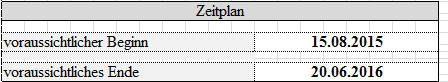 Zeitplan
voraussichtlicher Beginn 15.08.2015
voraussichtliches Ende 20.06.2016